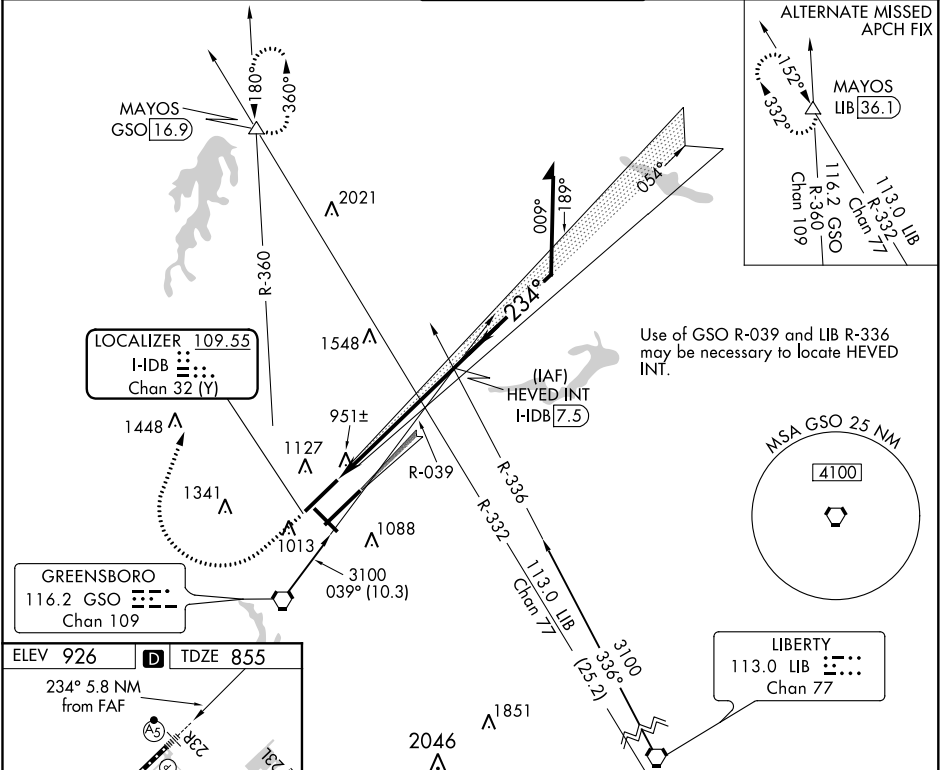 ALTERNATE MISSED
APCH FIX
152°
332°
MAYOS
LIB 36.1
116.2 GSO
R-360
Chan 109
113.0 LIB
R-332
Chan 77
180°
360°
MAYOS
GSO 16.9
2021
R-360
009°
189°
054°
234°
LOCALIZER 109.55
I-IDB
Chan 32 (Y)
1548
(IAF)
HEVED INT
I-IDB 7.5
Use of GSO R-039 and LIB R-336
may be necessary to locate HEVED
INT.
1448
951±
1127
1341
1013
1088
R-039
R-336
R-332
MSA GSO 25 NM
4100
GREENSBORO
116.2 GSO
Chan 109
3100
039° (10.3)
113.0 LIB
Chan 77
(25.2)
3100
336°
LIBERTY
113.0 LIB
Chan 77
ELEV 926
D
TDZE 855
234° 5.8 NM
from FAF
A5
23R
23L
P
1851
2046